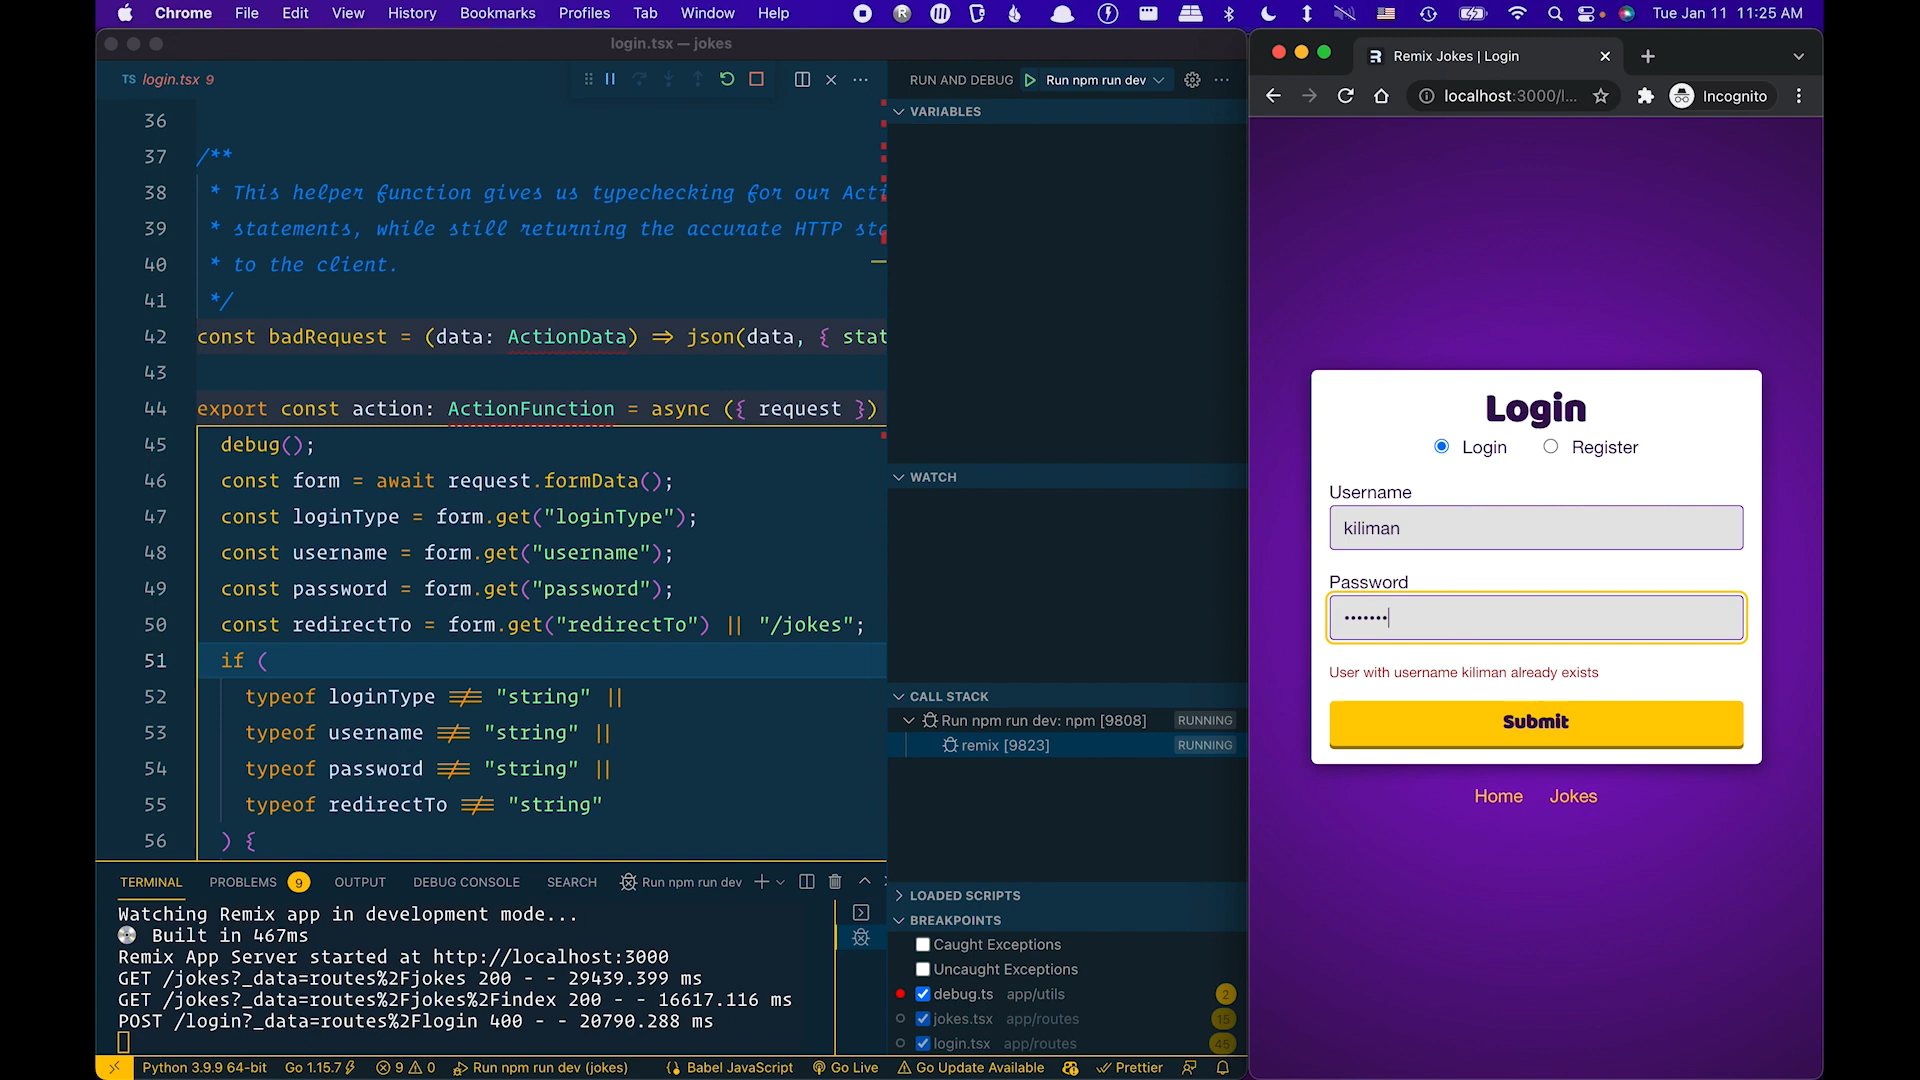 Chrome File Edit View History Bookmarks Profiles Tab Window Help Tue Jan 11 11:25 AM
login.tsx — jokes
TS login.tsx 9
36
37 /**
38 * This helper function gives us typechecking for our Acti
39 * statements, while still returning the accurate HTTP sta
40 * to the client.
41 */
42 const badRequest = (data: ActionData) => json(data, { stat
43
44 export const action: ActionFunction = async ({ request })
45 debug();
46 const form = await request.formData();
47 const loginType = form.get("loginType");
48 const username = form.get("username");
49 const password = form.get("password");
50 const redirectTo = form.get("redirectTo") || "/jokes";
51 if (
52 typeof loginType !== "string" ||
53 typeof username !== "string" ||
54 typeof password !== "string" ||
55 typeof redirectTo !== "string"
56 ) {
TERMINAL PROBLEMS 9 OUTPUT DEBUG CONSOLE SEARCH Run npm run dev
Watching Remix app in development mode...
Built in 467ms
Remix App Server started at http://localhost:3000
GET /jokes?_data=routes%2Fjokes 200 - - 29439.399 ms
GET /jokes?_data=routes%2Fjokes%2Findex 200 - - 16617.116 ms
POST /login?_data=routes%2Flogin 400 - - 20790.288 ms
RUN AND DEBUG Run npm run dev
VARIABLES
WATCH
CALL STACK
Run npm run dev: npm [9808] RUNNING
remix [9823] RUNNING
LOADED SCRIPTS
BREAKPOINTS
Caught Exceptions
Uncaught Exceptions
debug.ts app/utils 2
jokes.tsx app/routes 15
login.tsx app/routes 45
Python 3.9.9 64-bit Go 1.15.7 9 0 Run npm run dev (jokes) Babel JavaScript Go Live Go Update Available Prettier
Remix Jokes | Login
localhost:3000/l... Incognito
Login
Login Register
Username
kiliman
Password
•••••••
User with username kiliman already exists
Submit
Home Jokes